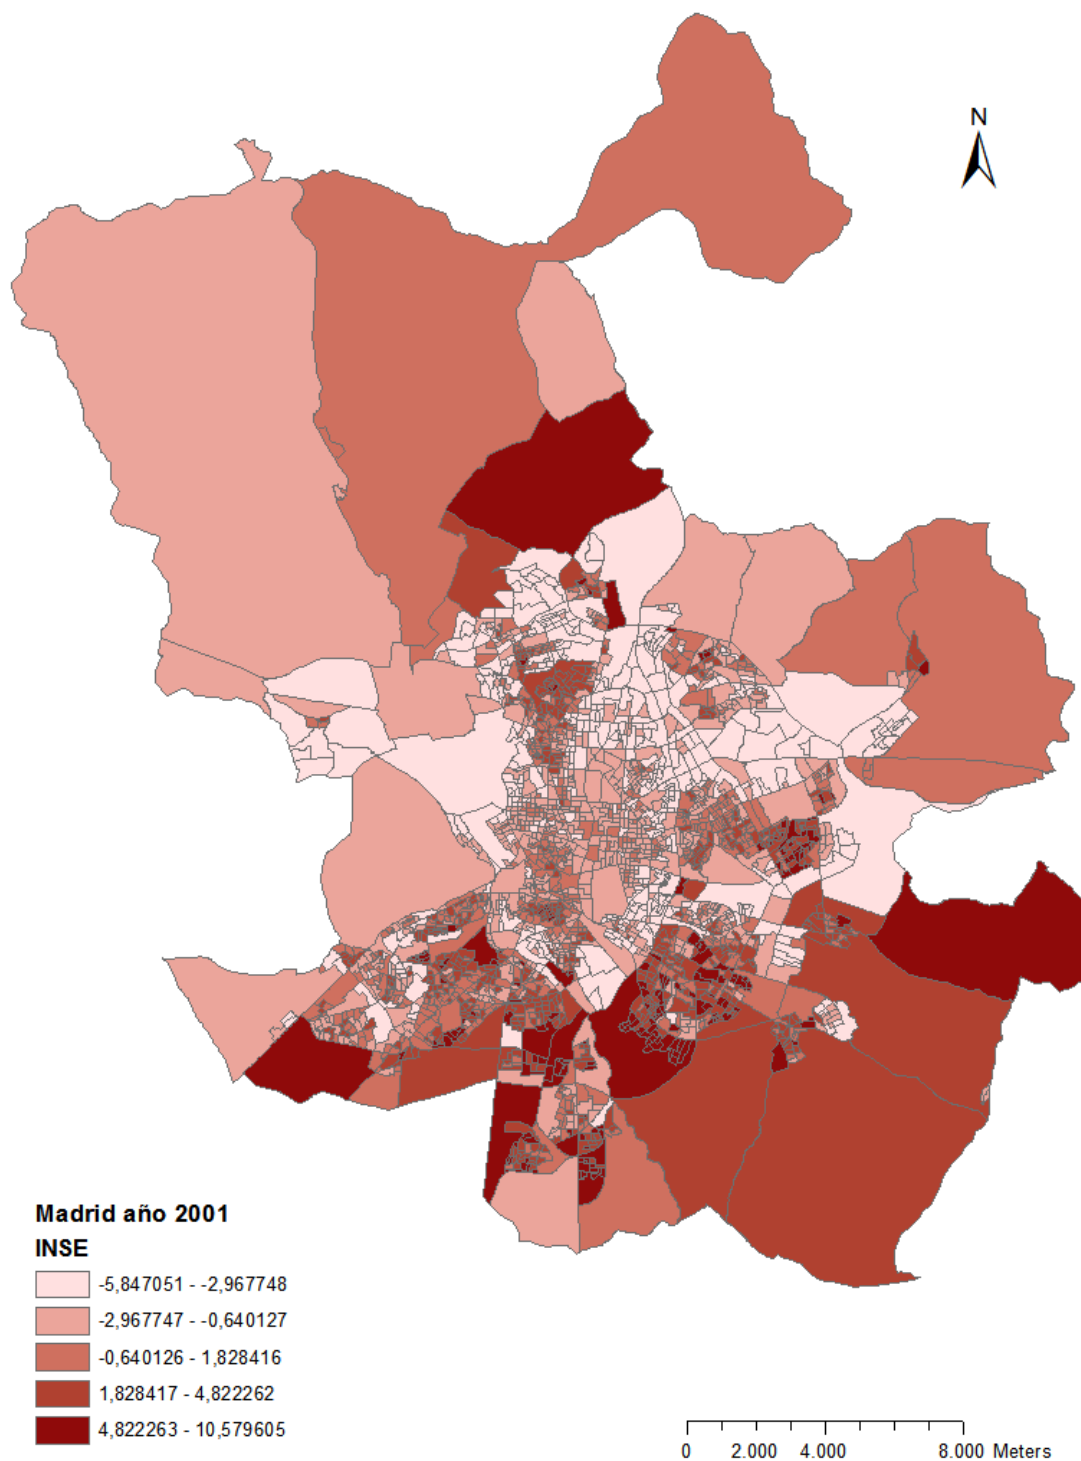 N
Madrid año 2001
INSE
-5,847051 - -2,967748
-2,967747 - -0,640127
-0,640126 - 1,828416
1,828417 - 4,822262
4,822263 - 10,579605
0 2.000 4.000 8.000 Meters